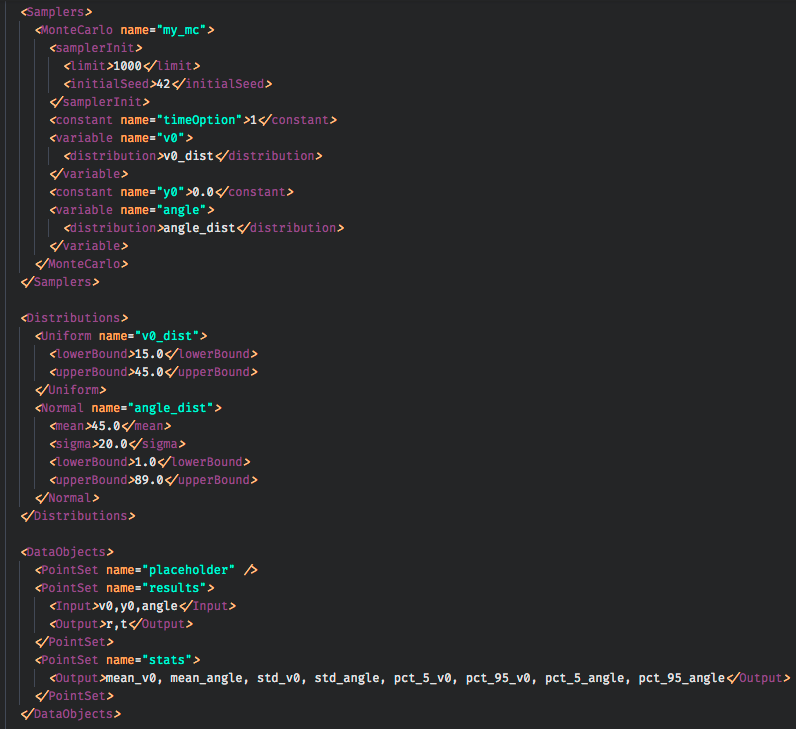 <Samplers>
<MonteCarlo name="my_mc">
<samplerInit>
<limit>1000</limit>
<initialSeed>42</initialSeed>
</samplerInit>
<constant name="timeOption">1</constant>
<variable name="v0">
<distribution>v0_dist</distribution>
</variable>
<constant name="y0">0.0</constant>
<variable name="angle">
<distribution>angle_dist</distribution>
</variable>
</MonteCarlo>
</Samplers>
<Distributions>
<Uniform name="v0_dist">
<lowerBound>15.0</lowerBound>
<upperBound>45.0</upperBound>
</Uniform>
<Normal name="angle_dist">
<mean>45.0</mean>
<sigma>20.0</sigma>
<lowerBound>1.0</lowerBound>
<upperBound>89.0</upperBound>
</Normal>
</Distributions>
<DataObjects>
<PointSet name="placeholder" />
<PointSet name="results">
<Input>v0,y0,angle</Input>
<Output>r,t</Output>
</PointSet>
<PointSet name="stats">
<Output>mean_v0, mean_angle, std_v0, std_angle, pct_5_v0, pct_95_v0, pct_5_angle, pct_95_angle</Output>
</PointSet>
</DataObjects>